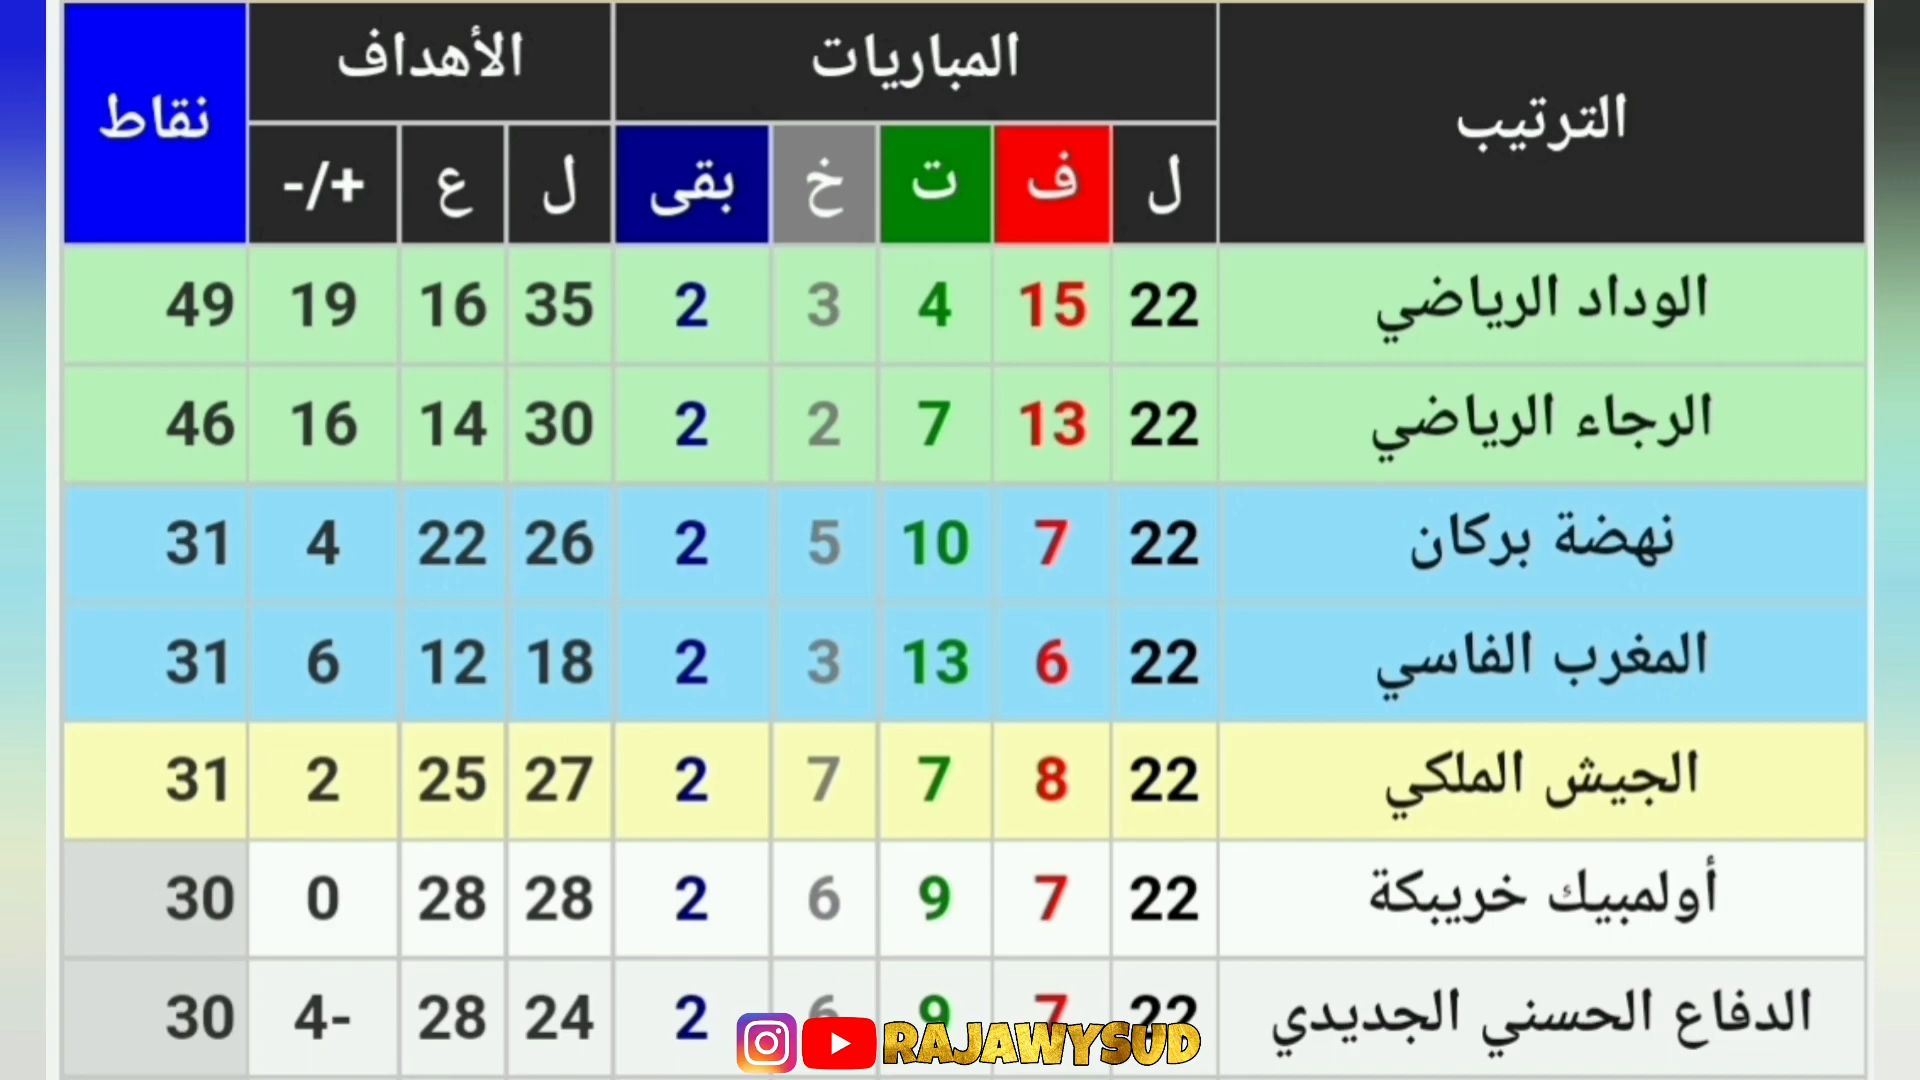 الترتيب المباريات الأهداف نقاط
ل ف ت خ بقى ل ع +/-
الوداد الرياضي 22 15 4 3 2 35 16 19 49
الرجاء الرياضي 22 13 7 2 2 30 14 16 46
نهضة بركان 22 7 10 5 2 26 22 4 31
المغرب الفاسي 22 6 13 3 2 18 12 6 31
الجيش الملكي 22 8 7 7 2 27 25 2 31
أولمبيك خريبكة 22 7 9 6 2 28 28 0 30
الدفاع الحسني الجديدي 22 7 9 6 2 24 28 4- 30
RAJAWYSUD